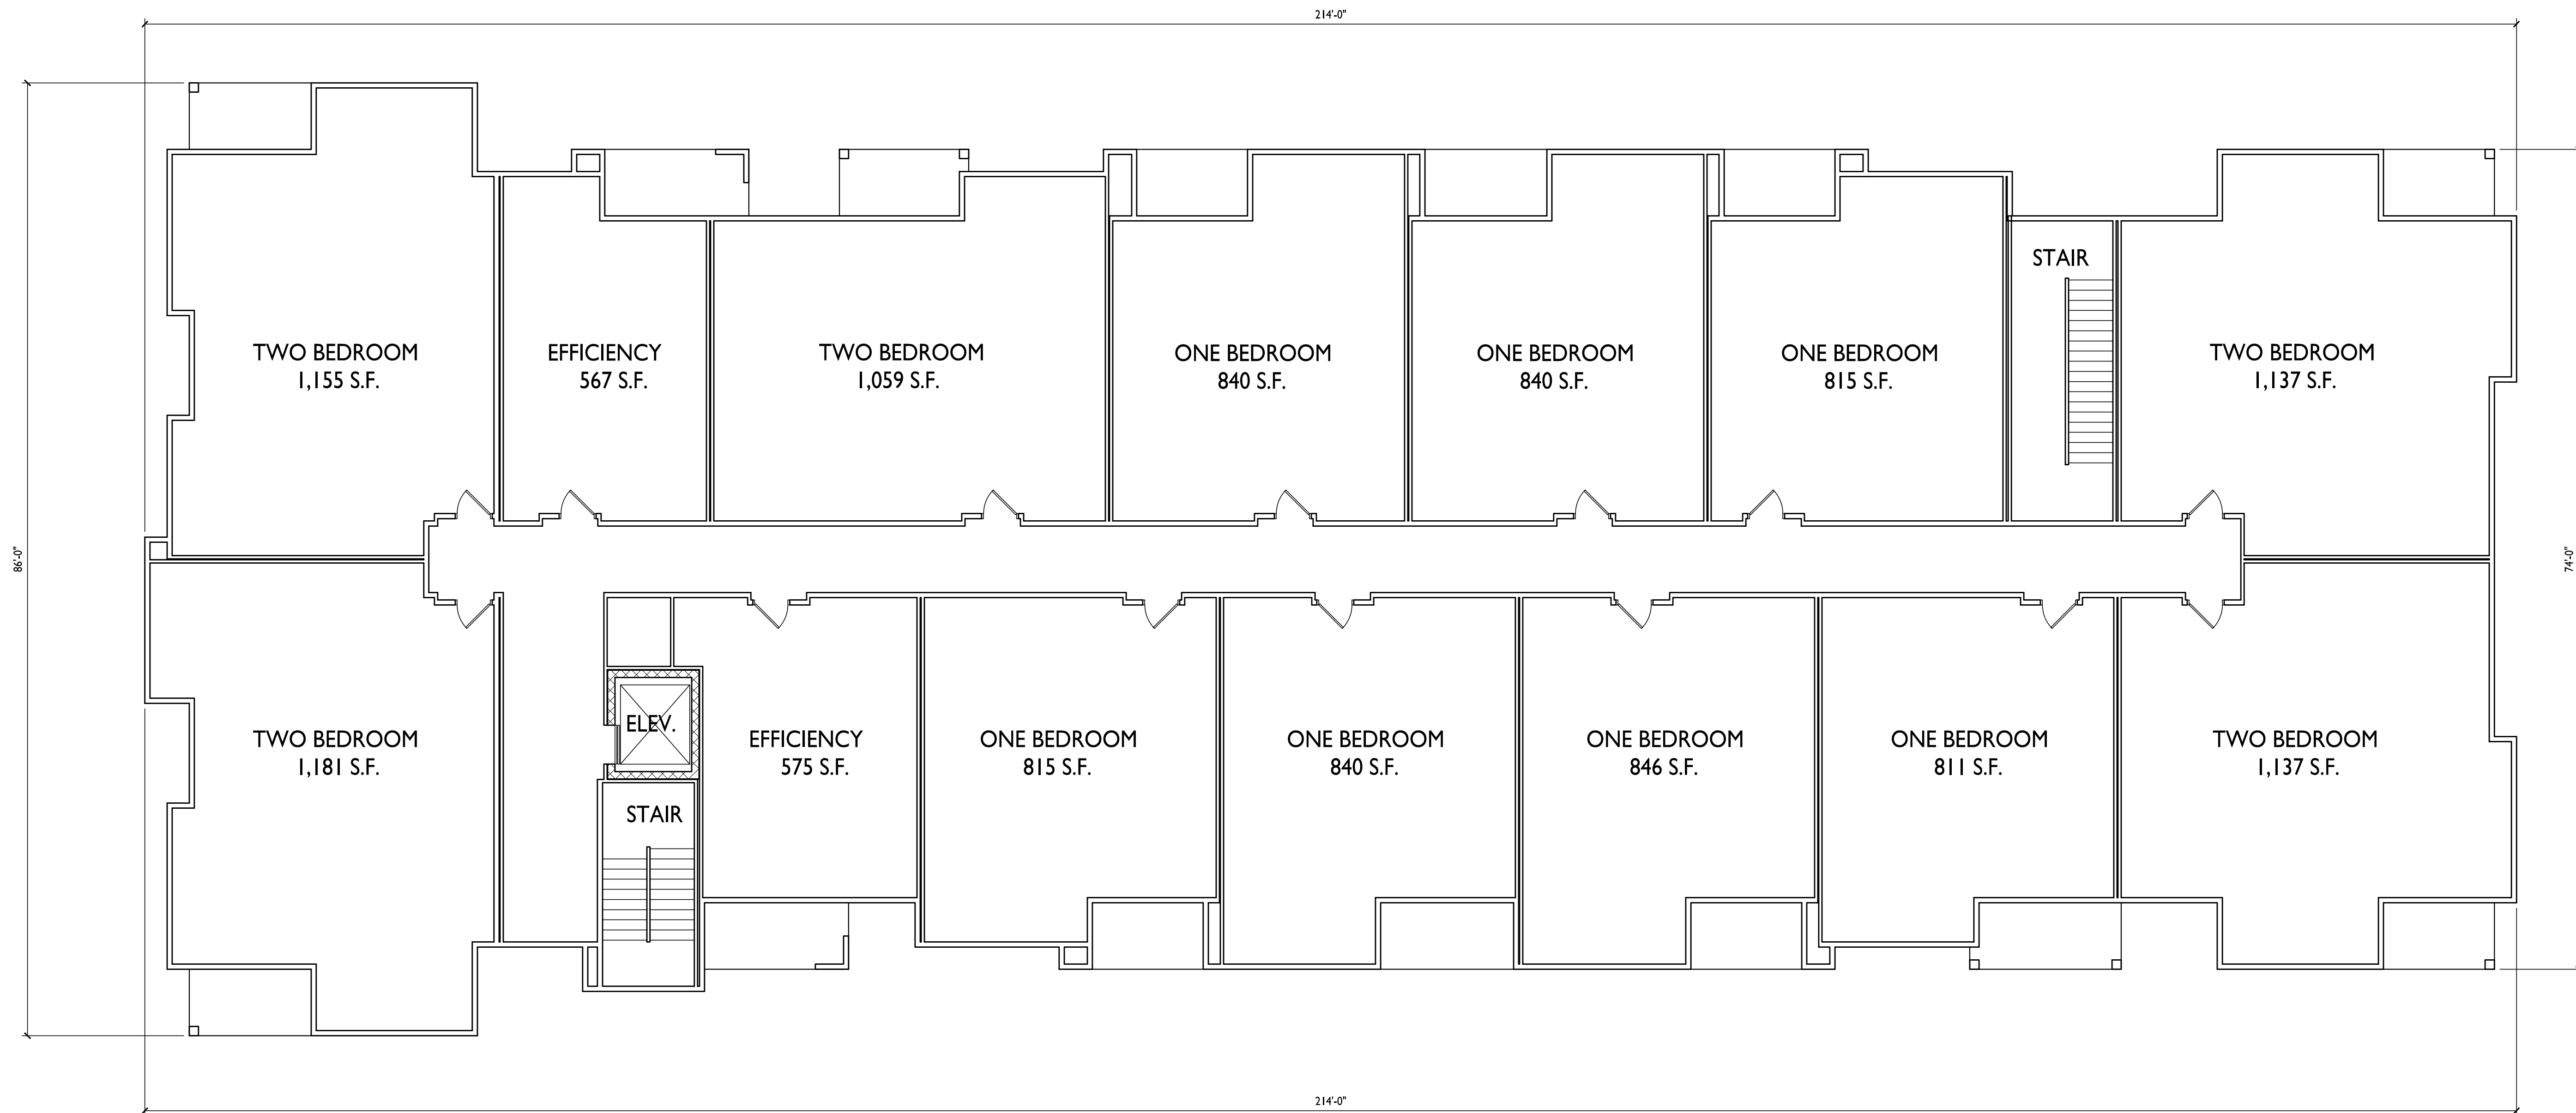 214'-0"
STAIR
TWO BEDROOM
1,155 S.F.
EFFICIENCY
567 S.F.
TWO BEDROOM
1,059 S.F.
ONE BEDROOM
840 S.F.
ONE BEDROOM
840 S.F.
ONE BEDROOM
815 S.F.
TWO BEDROOM
1,137 S.F.
86'-0"
74'-0"
TWO BEDROOM
1,181 S.F.
ELEV.
STAIR
EFFICIENCY
575 S.F.
ONE BEDROOM
815 S.F.
ONE BEDROOM
840 S.F.
ONE BEDROOM
846 S.F.
ONE BEDROOM
811 S.F.
TWO BEDROOM
1,137 S.F.
214'-0"